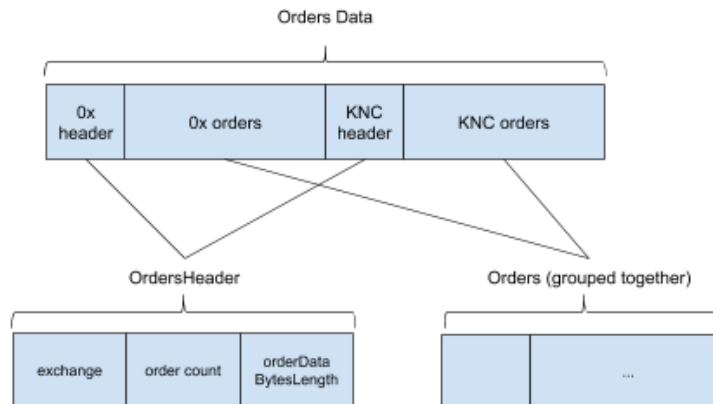 Orders Data
0x
header
0x orders
KNC
header
KNC orders
OrdersHeader
Orders (grouped together)
exchange
order count
orderData
BytesLength
...